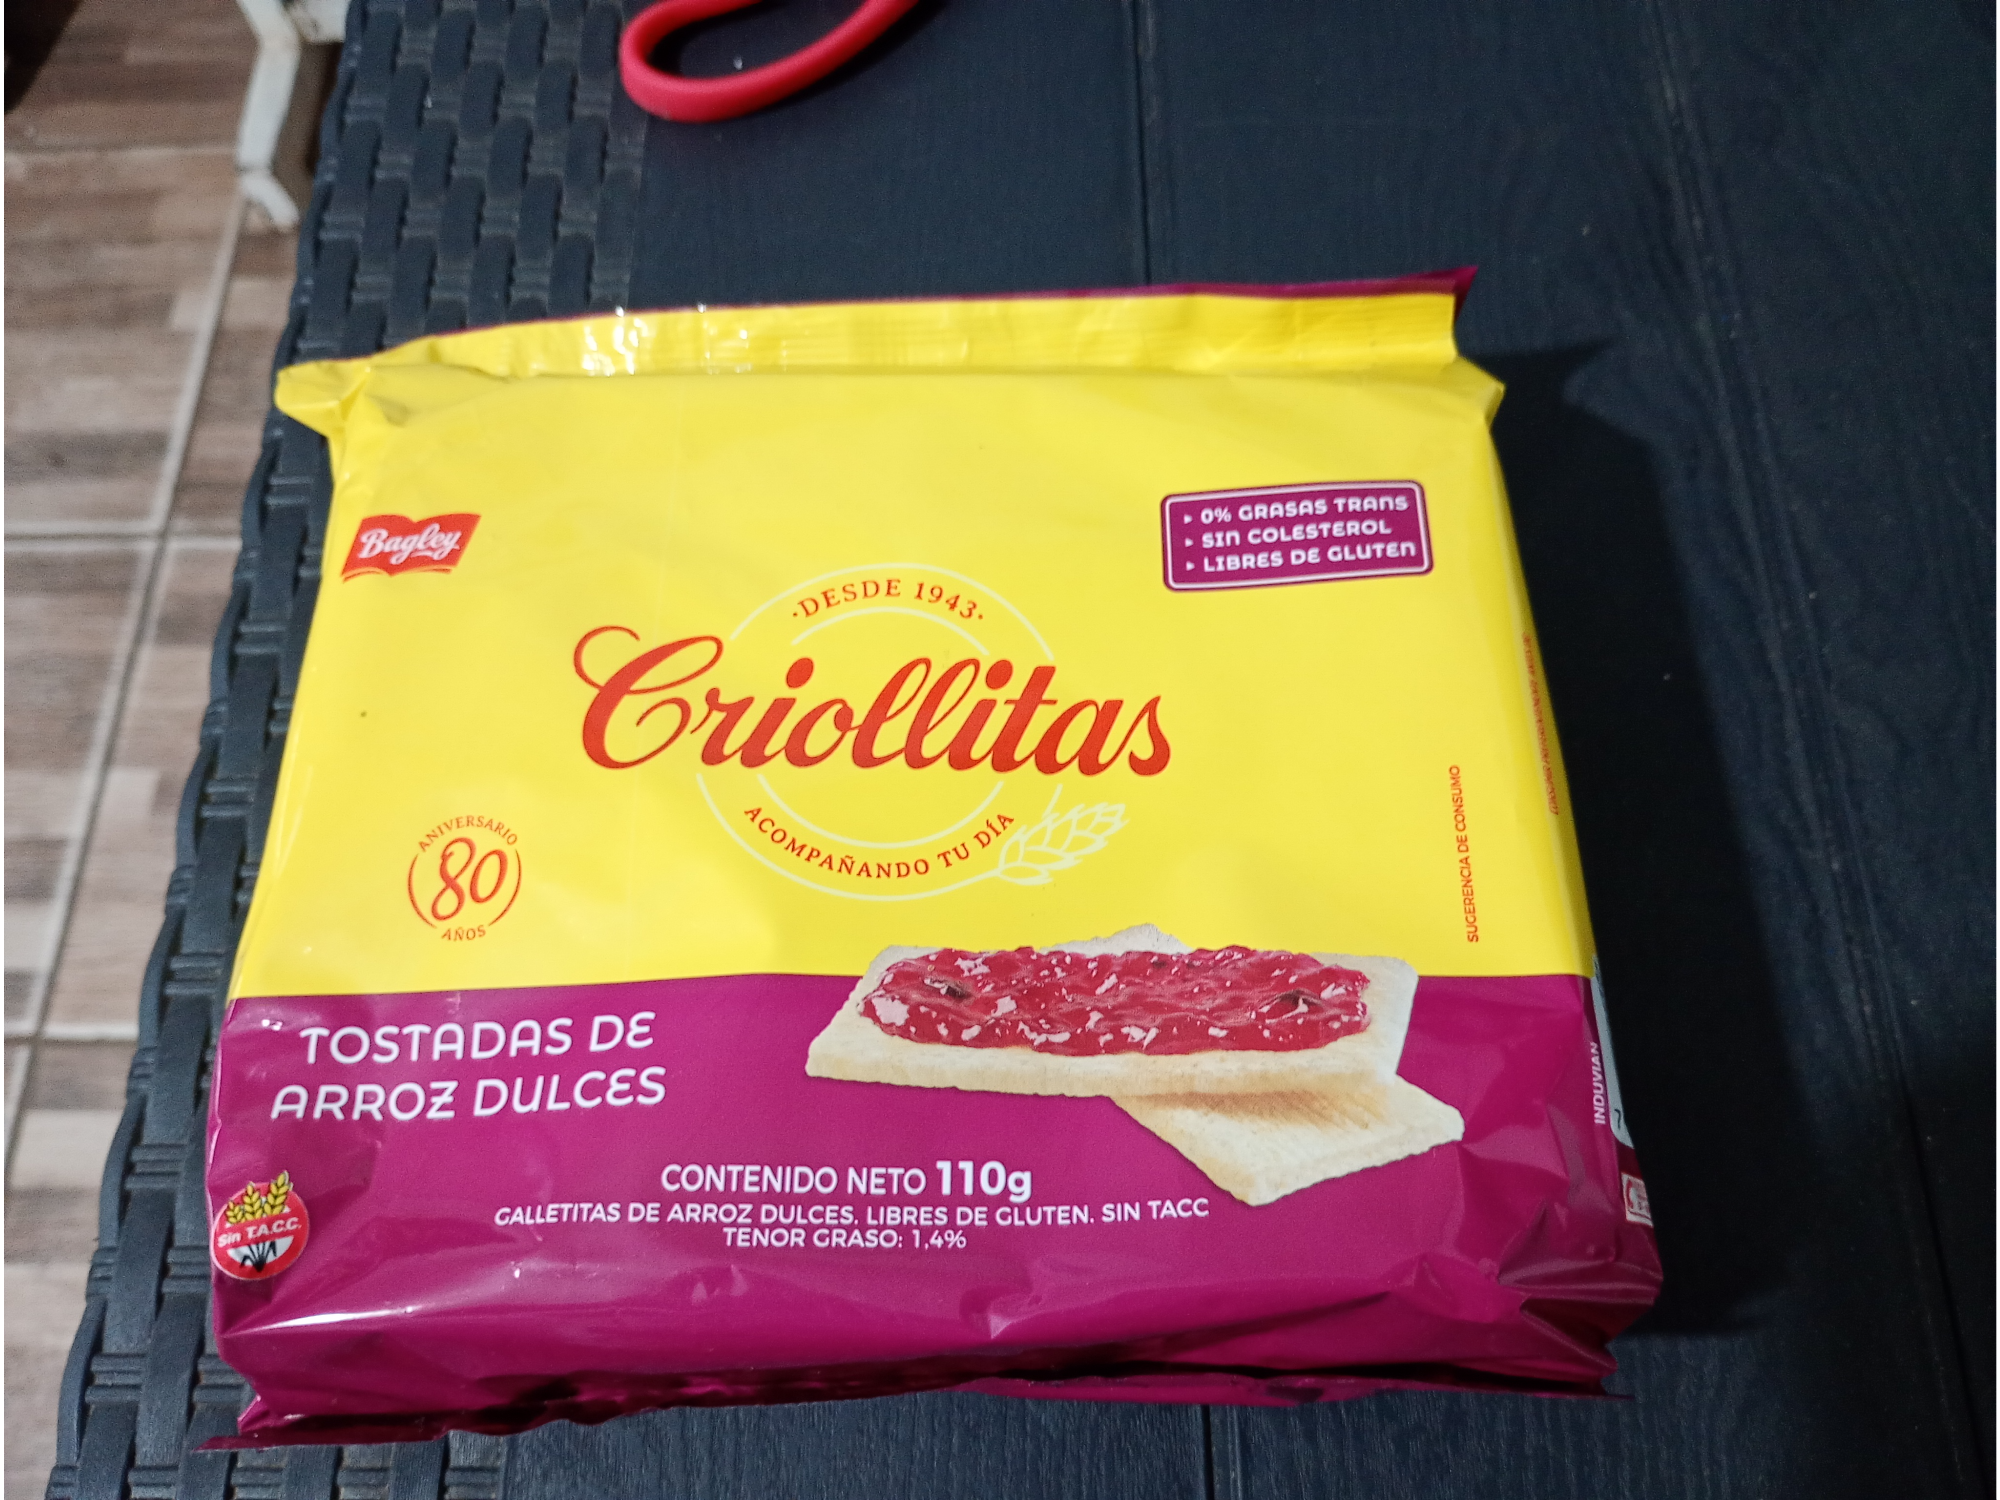 Bagley
▸ 0% GRASAS TRANS
▸ SIN COLESTEROL
▸ LIBRES DE GLUTEN
·DESDE 1943·
Criollitas
ACOMPAÑANDO TU DÍA
ANIVERSARIO
80
AÑOS
SUGERENCIA DE CONSUMO
TOSTADAS DE
ARROZ DULCES
INDUVIAN
7
CONTENIDO NETO 110g
GALLETITAS DE ARROZ DULCES. LIBRES DE GLUTEN. SIN TACC
TENOR GRASO: 1,4%
Sin T.A.C.C.